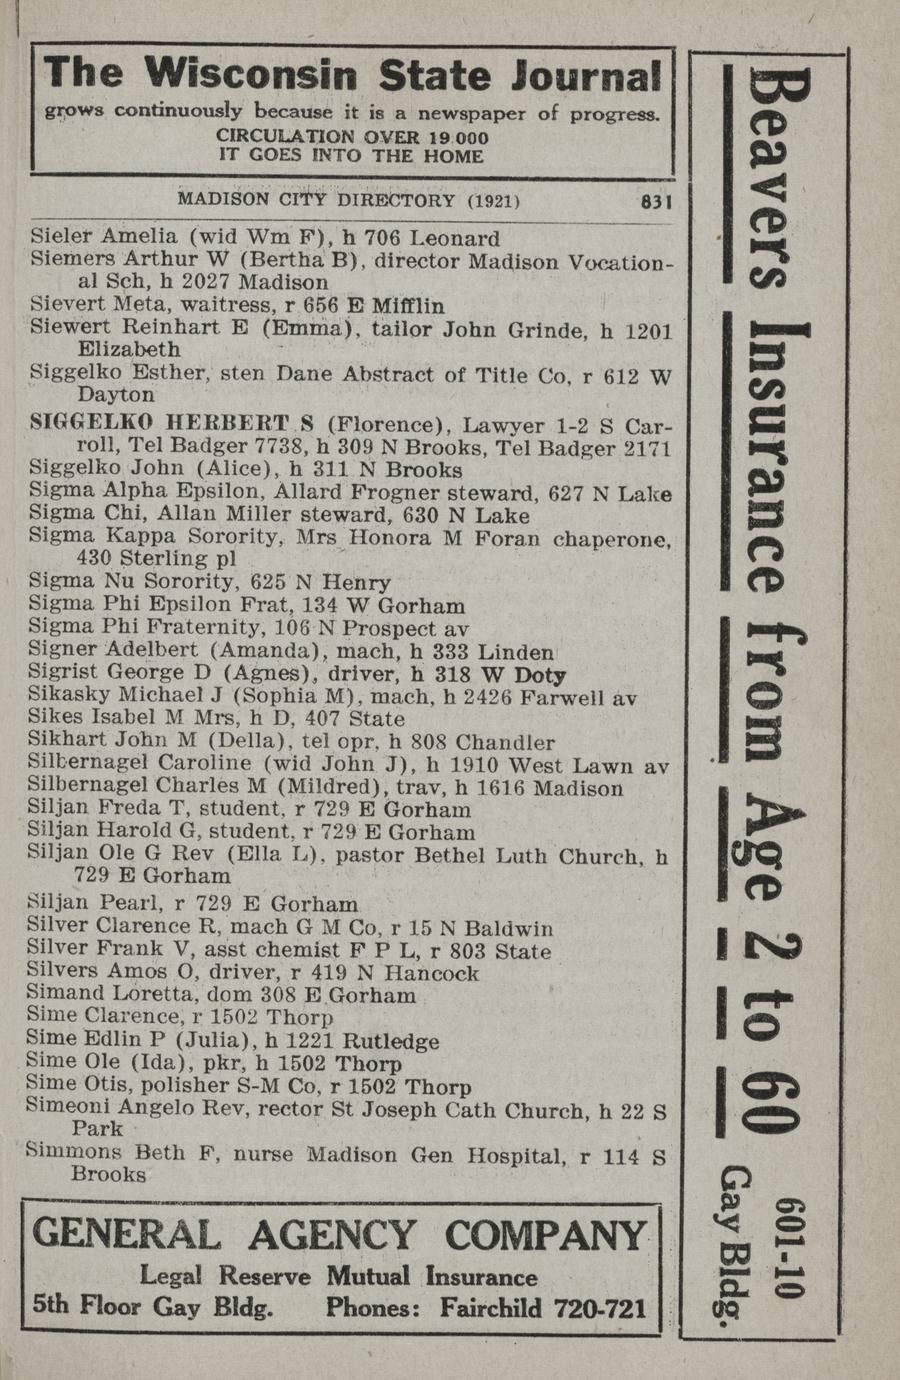 The Wisconsin State Journal
grows continuously because it is a newspaper of progress.
CIRCULATION OVER 19 000
IT GOES INTO THE HOME
MADISON CITY DIRECTORY (1921) 831
Sieler Amelia (wid Wm F), h 706 Leonard
Siemers Arthur W (Bertha B), director Madison Vocation-
al Sch, h 2027 Madison
Sievert Meta, waitress, r 656 E Mifflin
Siewert Reinhart E (Emma), tailor John Grinde, h 1201
Elizabeth
Siggelko Esther, sten Dane Abstract of Title Co, r 612 W
Dayton
SIGGELKO HERBERT S (Florence), Lawyer 1-2 S Car-
roll, Tel Badger 7738, h 309 N Brooks, Tel Badger 2171
Siggelko John (Alice), h 311 N Brooks
Sigma Alpha Epsilon, Allard Frogner steward, 627 N Lake
Sigma Chi, Allan Miller steward, 630 N Lake
Sigma Kappa Sorority, Mrs Honora M Foran chaperone,
430 Sterling pl
Sigma Nu Sorority, 625 N Henry
Sigma Phi Epsilon Frat, 134 W Gorham
Sigma Phi Fraternity, 106 N Prospect av
Signer Adelbert (Amanda), mach, h 333 Linden
Sigrist George D (Agnes), driver, h 318 W Doty
Sikasky Michael J (Sophia M), mach, h 2426 Farwell av
Sikes Isabel M Mrs, h D, 407 State
Sikhart John M (Della), tel opr, h 808 Chandler
Silbernagel Caroline (wid John J), h 1910 West Lawn av
Silbernagel Charles M (Mildred), trav, h 1616 Madison
Siljan Freda T, student, r 729 E Gorham
Siljan Harold G, student, r 729 E Gorham
Siljan Ole G Rev (Ella L), pastor Bethel Luth Church, h
729 E Gorham
Siljan Pearl, r 729 E Gorham
Silver Clarence R, mach G M Co, r 15 N Baldwin
Silver Frank V, asst chemist F P L, r 803 State
Silvers Amos O, driver, r 419 N Hancock
Simand Loretta, dom 308 E Gorham
Sime Clarence, r 1502 Thorp
Sime Edlin P (Julia), h 1221 Rutledge
Sime Ole (Ida), pkr, h 1502 Thorp
Sime Otis, polisher S-M Co, r 1502 Thorp
Simeoni Angelo Rev, rector St Joseph Cath Church, h 22 S
Park
Simmons Beth F, nurse Madison Gen Hospital, r 114 S
Brooks
GENERAL AGENCY COMPANY
Legal Reserve Mutual Insurance
5th Floor Gay Bldg. Phones: Fairchild 720-721
Beavers Insurance from Age 2 to 60
601-10
Gay Bldg.